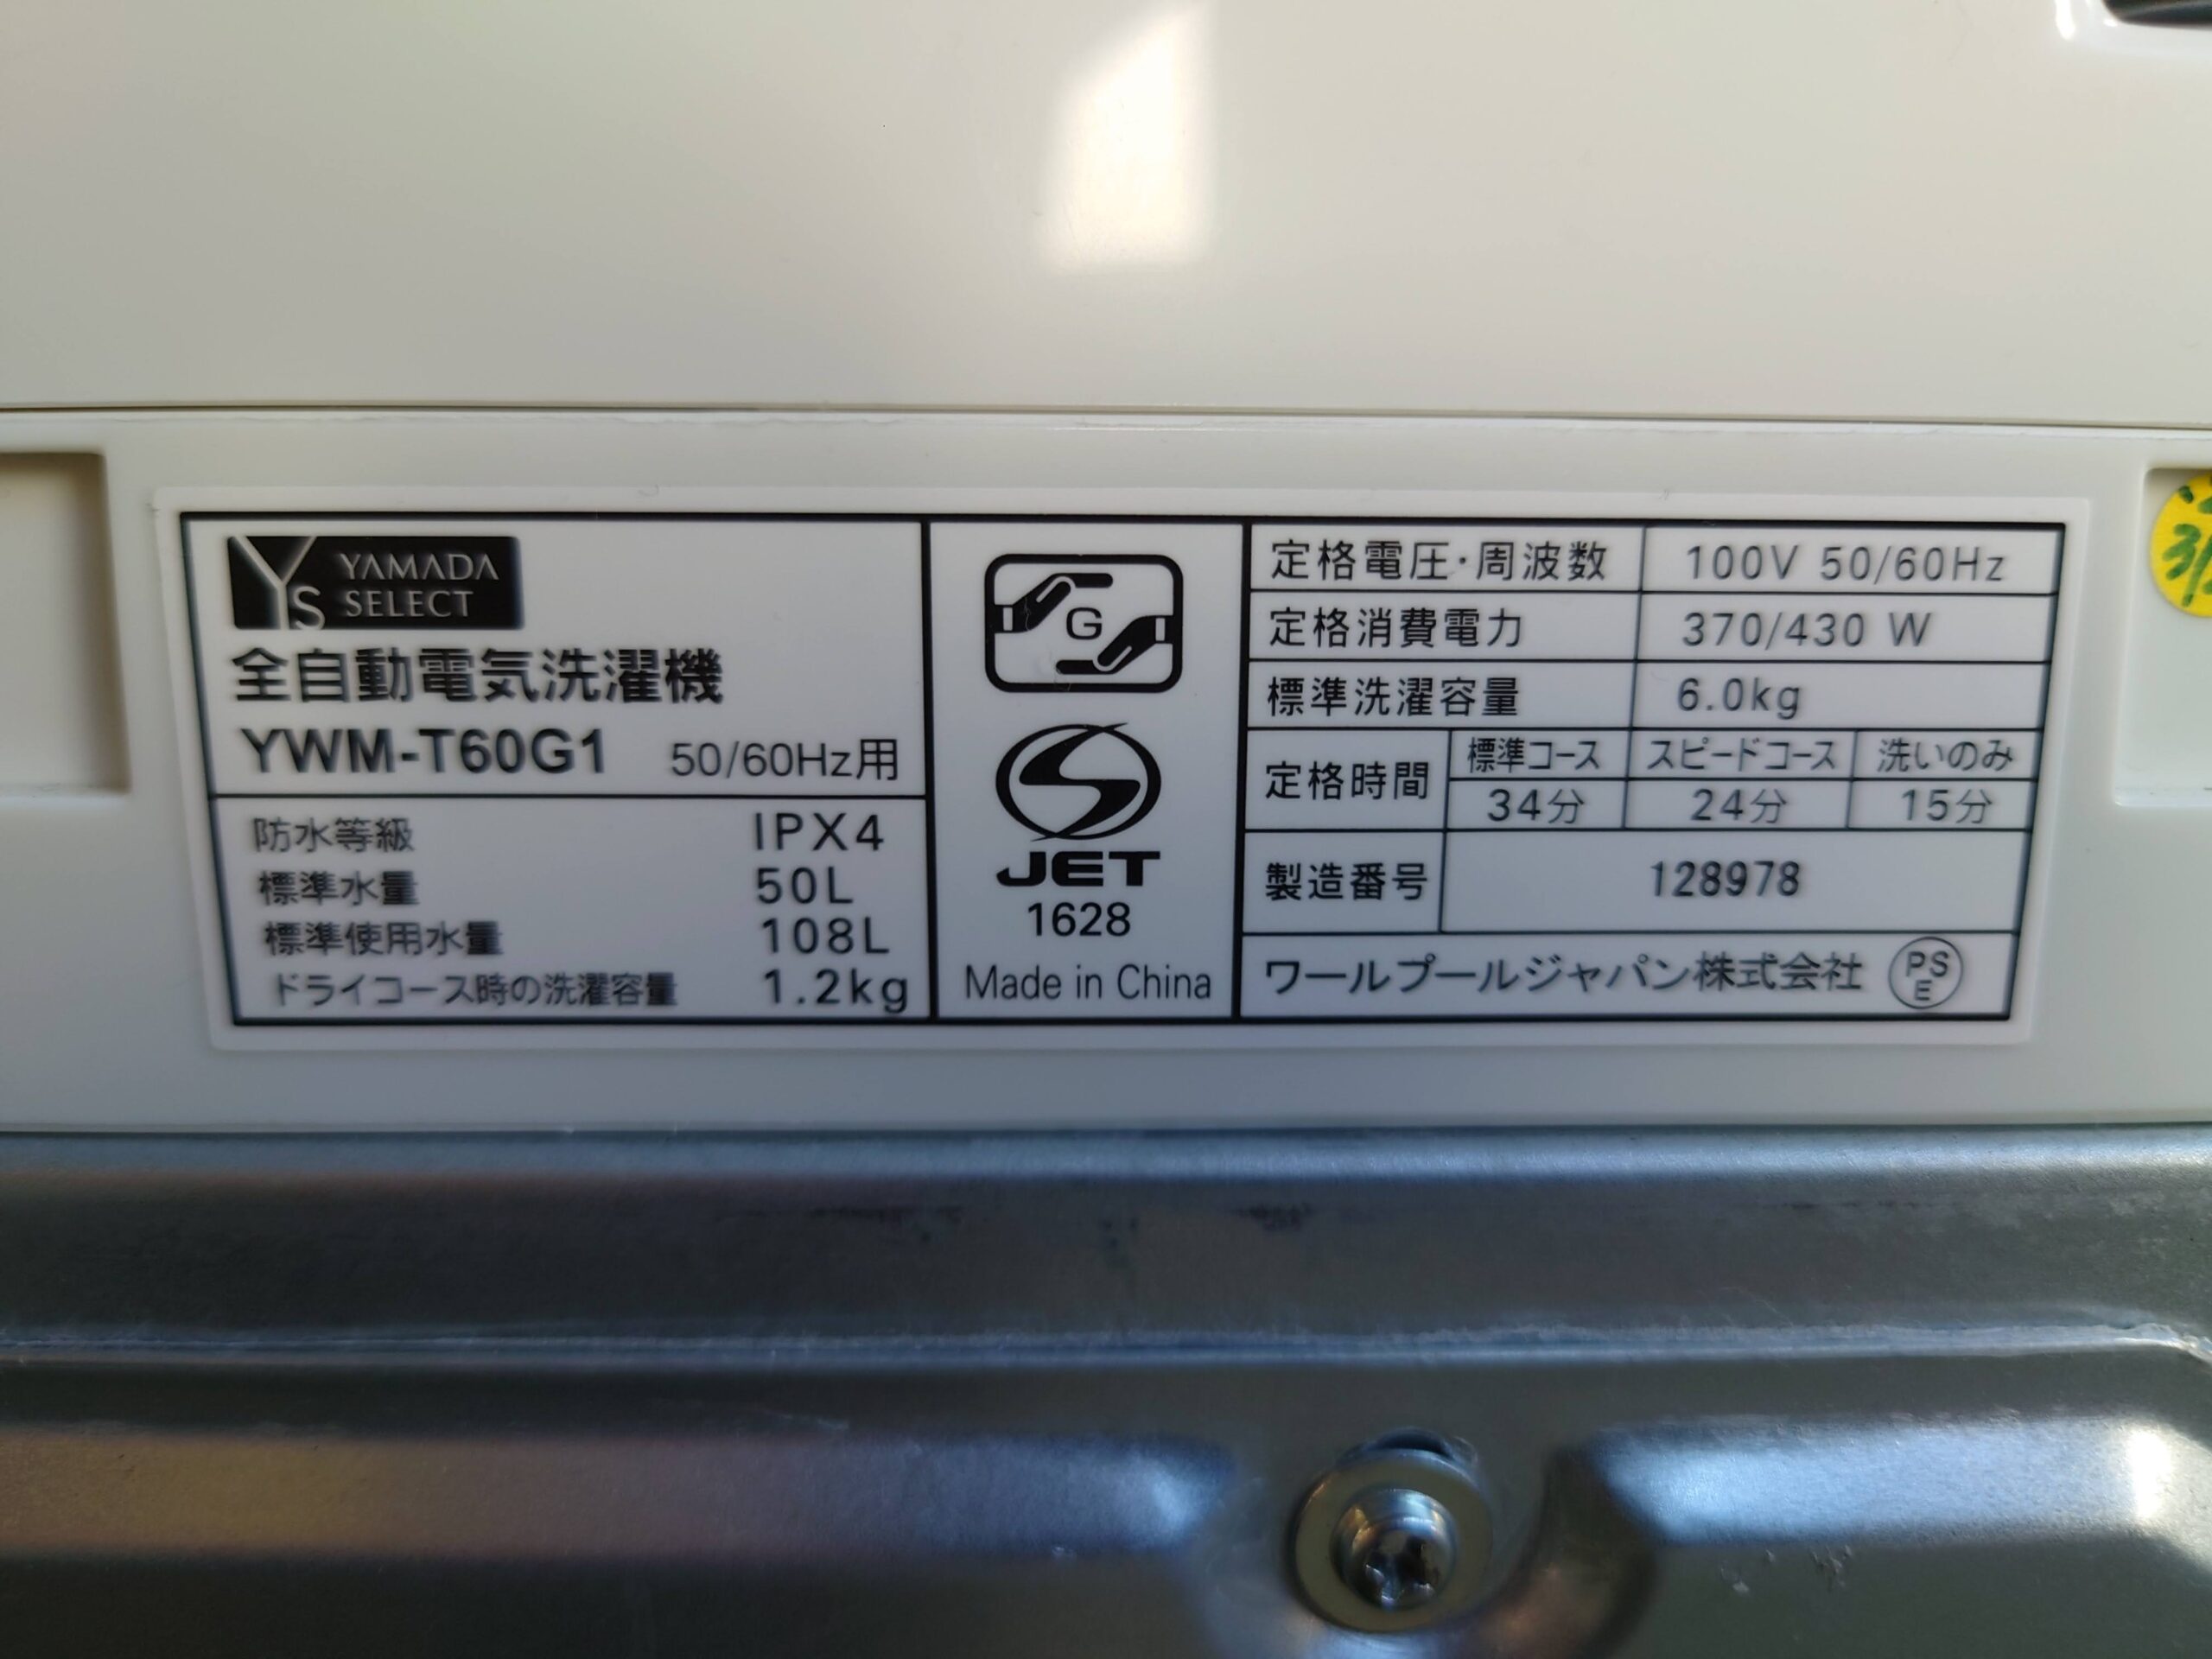 Ys YAMADA
SELECT
全自動電気洗濯機
YWM-T60G1 50/60Hz用
防水等級 IPX4
標準水量 50L
標準使用水量 108L
ドライコース時の洗濯容量 1.2kg
G
JET
1628
Made in China
定格電圧・周波数 100V 50/60Hz
定格消費電力 370/430 W
標準洗濯容量 6.0kg
定格時間 標準コース スピードコース 洗いのみ
34分 24分 15分
製造番号 128978
ワールプールジャパン株式会社 PSE